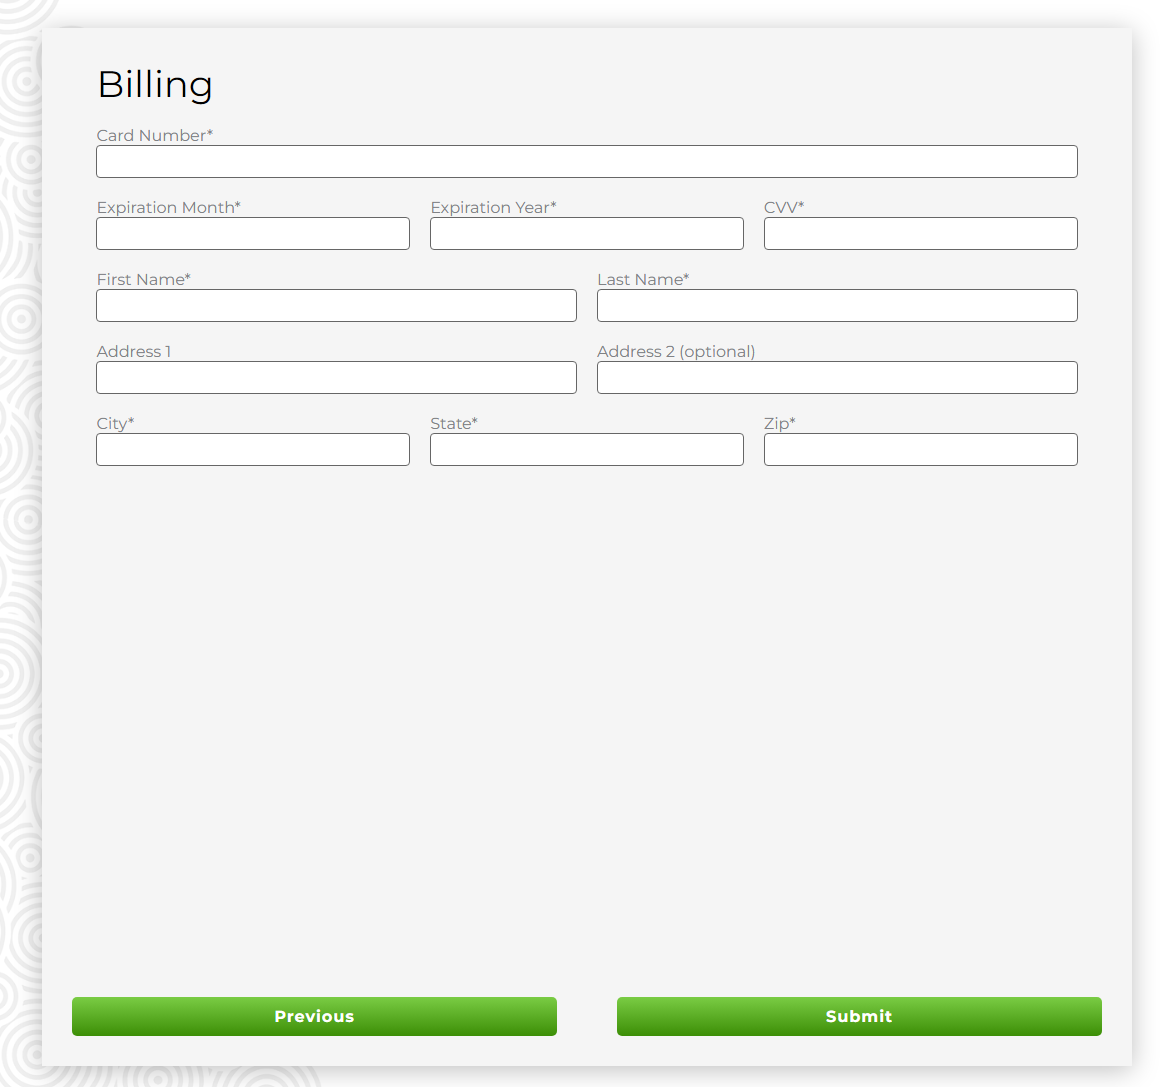 Billing
Card Number*
Expiration Month* Expiration Year* CVV*
First Name* Last Name*
Address 1 Address 2 (optional)
City* State* Zip*
Previous Submit